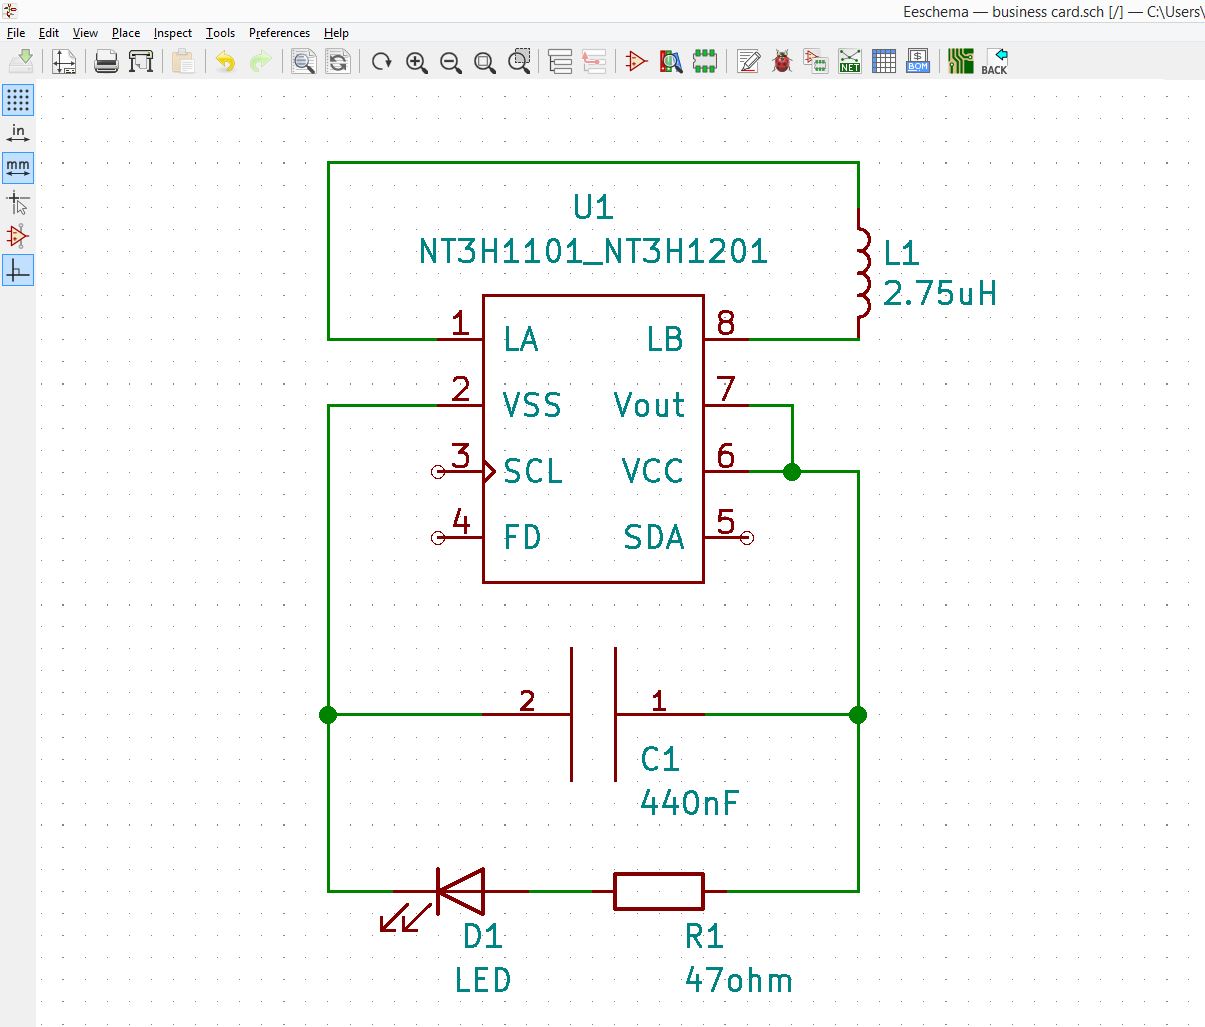 Eeschema — business card.sch [/] — C:\Users\
File Edit View Place Inspect Tools Preferences Help
NET
$
BOM
BACK
in
mm
U1
NT3H1101_NT3H1201
L1
2.75uH
1 LA LB 8
2 VSS Vout 7
3 SCL VCC 6
4 FD SDA 5
2 1
C1
440nF
D1 R1
LED 47ohm